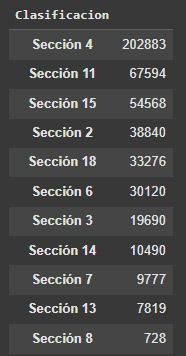 Clasificacion
Sección 4 202883
Sección 11 67594
Sección 15 54568
Sección 2 38840
Sección 18 33276
Sección 6 30120
Sección 3 19690
Sección 14 10490
Sección 7 9777
Sección 13 7819
Sección 8 728